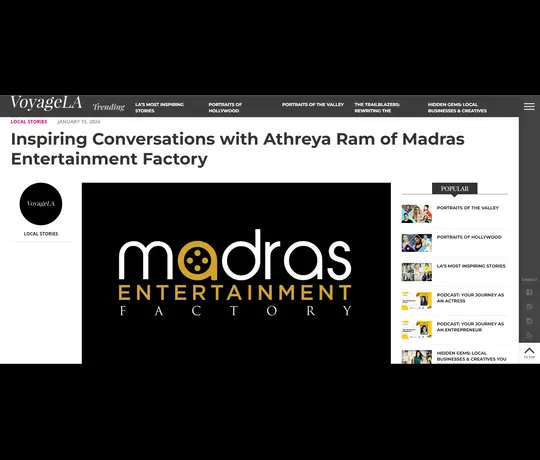 VoyageLA
Trending
LA'S MOST INSPIRING
STORIES
PORTRAITS OF
HOLLYWOOD
PORTRAITS OF THE VALLEY
THE TRAILBLAZERS:
REWRITING THE
HIDDEN GEMS: LOCAL
BUSINESSES & CREATIVES
LOCAL STORIES
JANUARY 15, 2024
Inspiring Conversations with Athreya Ram of Madras
Entertainment Factory
VoyageLA
LOCAL STORIES
madras
ENTERTAINMENT
FACTORY
POPULAR
PORTRAITS OF THE VALLEY
PORTRAITS OF HOLLYWOOD
LA'S MOST INSPIRING STORIES
PODCAST: YOUR JOURNEY AS
AN ACTRESS
PODCAST: YOUR JOURNEY AS
AN ENTREPRENEUR
HIDDEN GEMS: LOCAL
BUSINESSES & CREATIVES YOU
CONNECT
TO TOP